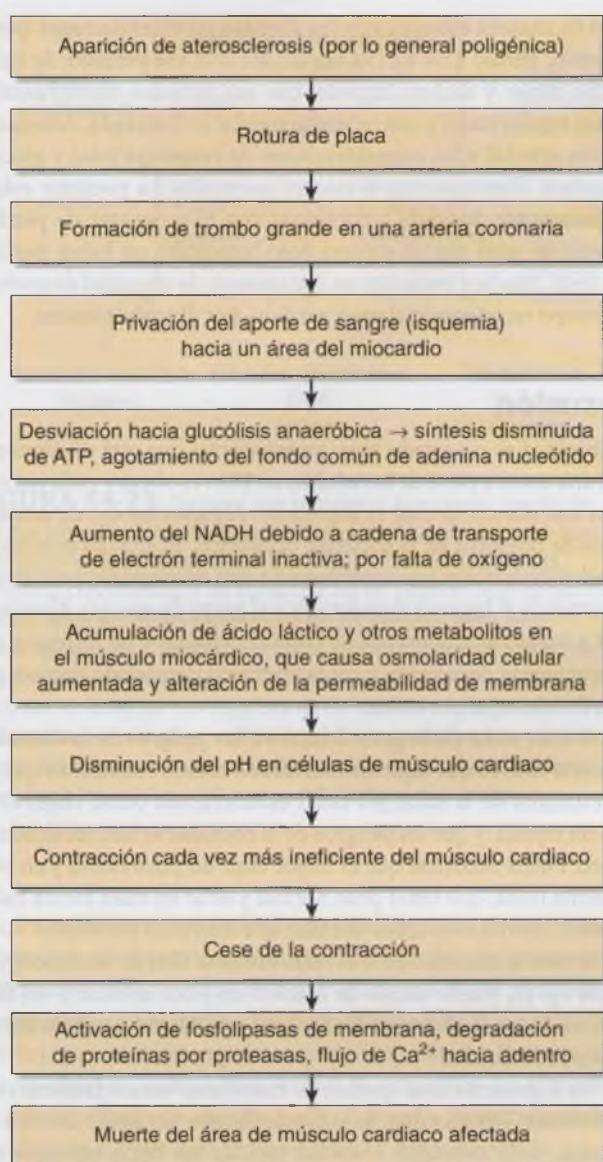 Aparición de aterosclerosis (por lo general poligénica)
Rotura de placa
Formación de trombo grande en una arteria coronaria
Privación del aporte de sangre (isquemia)
hacia un área del miocardio
Desviación hacia glucólisis anaeróbica → síntesis disminuida
de ATP, agotamiento del fondo común de adenina nucleótido
Aumento del NADH debido a cadena de transporte
de electrón terminal inactiva; por falta de oxígeno
Acumulación de ácido láctico y otros metabolitos en
el músculo miocárdico, que causa osmolaridad celular
aumentada y alteración de la permeabilidad de membrana
Disminución del pH en células de músculo cardiaco
Contracción cada vez más ineficiente del músculo cardiaco
Cese de la contracción
Activación de fosfolipasas de membrana, degradación
de proteínas por proteasas, flujo de Ca²⁺ hacia adentro
Muerte del área de músculo cardiaco afectada